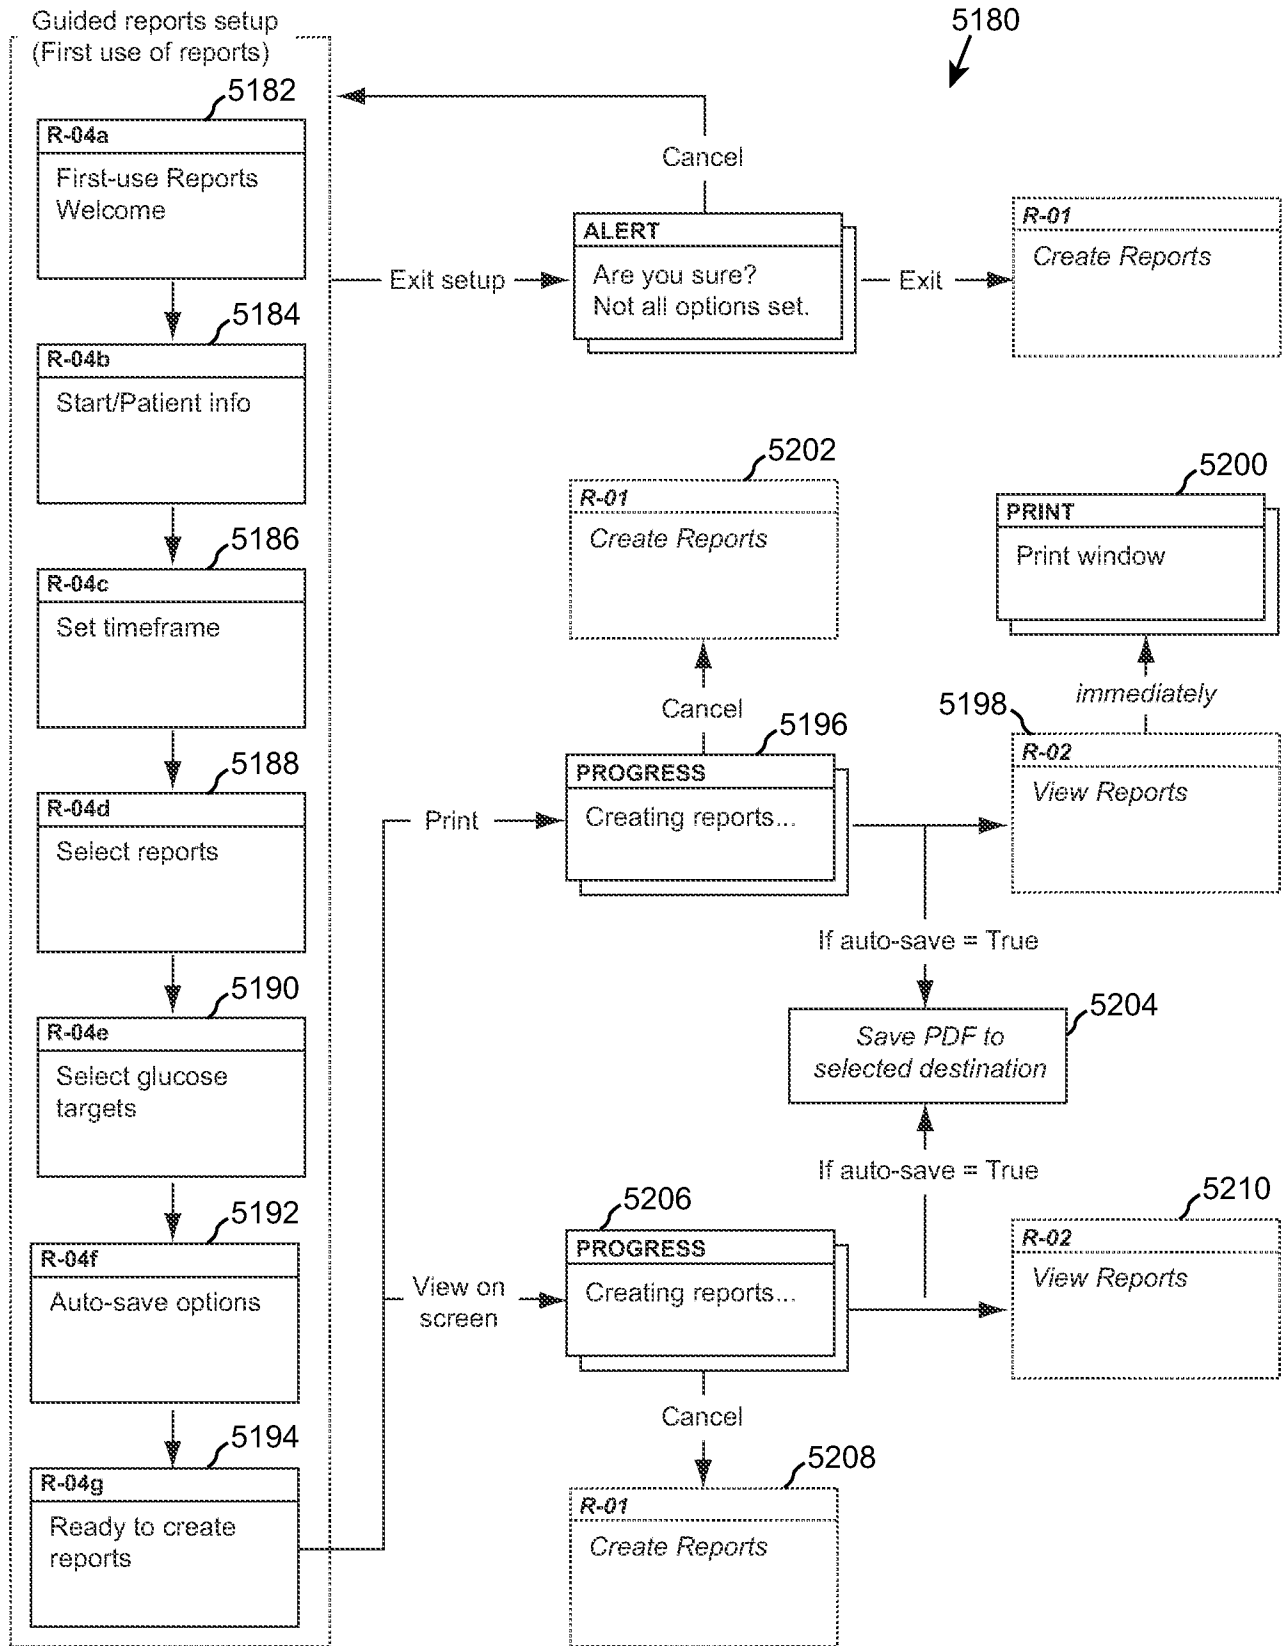 Guided reports setup
(First use of reports)
5180
5182
R-04a
First-use Reports
Welcome
5184
R-04b
Start/Patient info
5186
R-04c
Set timeframe
5188
R-04d
Select reports
5190
R-04e
Select glucose
targets
5192
R-04f
Auto-save options
5194
R-04g
Ready to create
reports
Cancel
Exit setup
ALERT
Are you sure?
Not all options set.
Exit
R-01
Create Reports
5202
R-01
Create Reports
5200
PRINT
Print window
Cancel
immediately
Print
5196
PROGRESS
Creating reports...
5198
R-02
View Reports
If auto-save = True
5204
Save PDF to
selected destination
If auto-save = True
View on
screen
5206
PROGRESS
Creating reports...
5210
R-02
View Reports
Cancel
5208
R-01
Create Reports